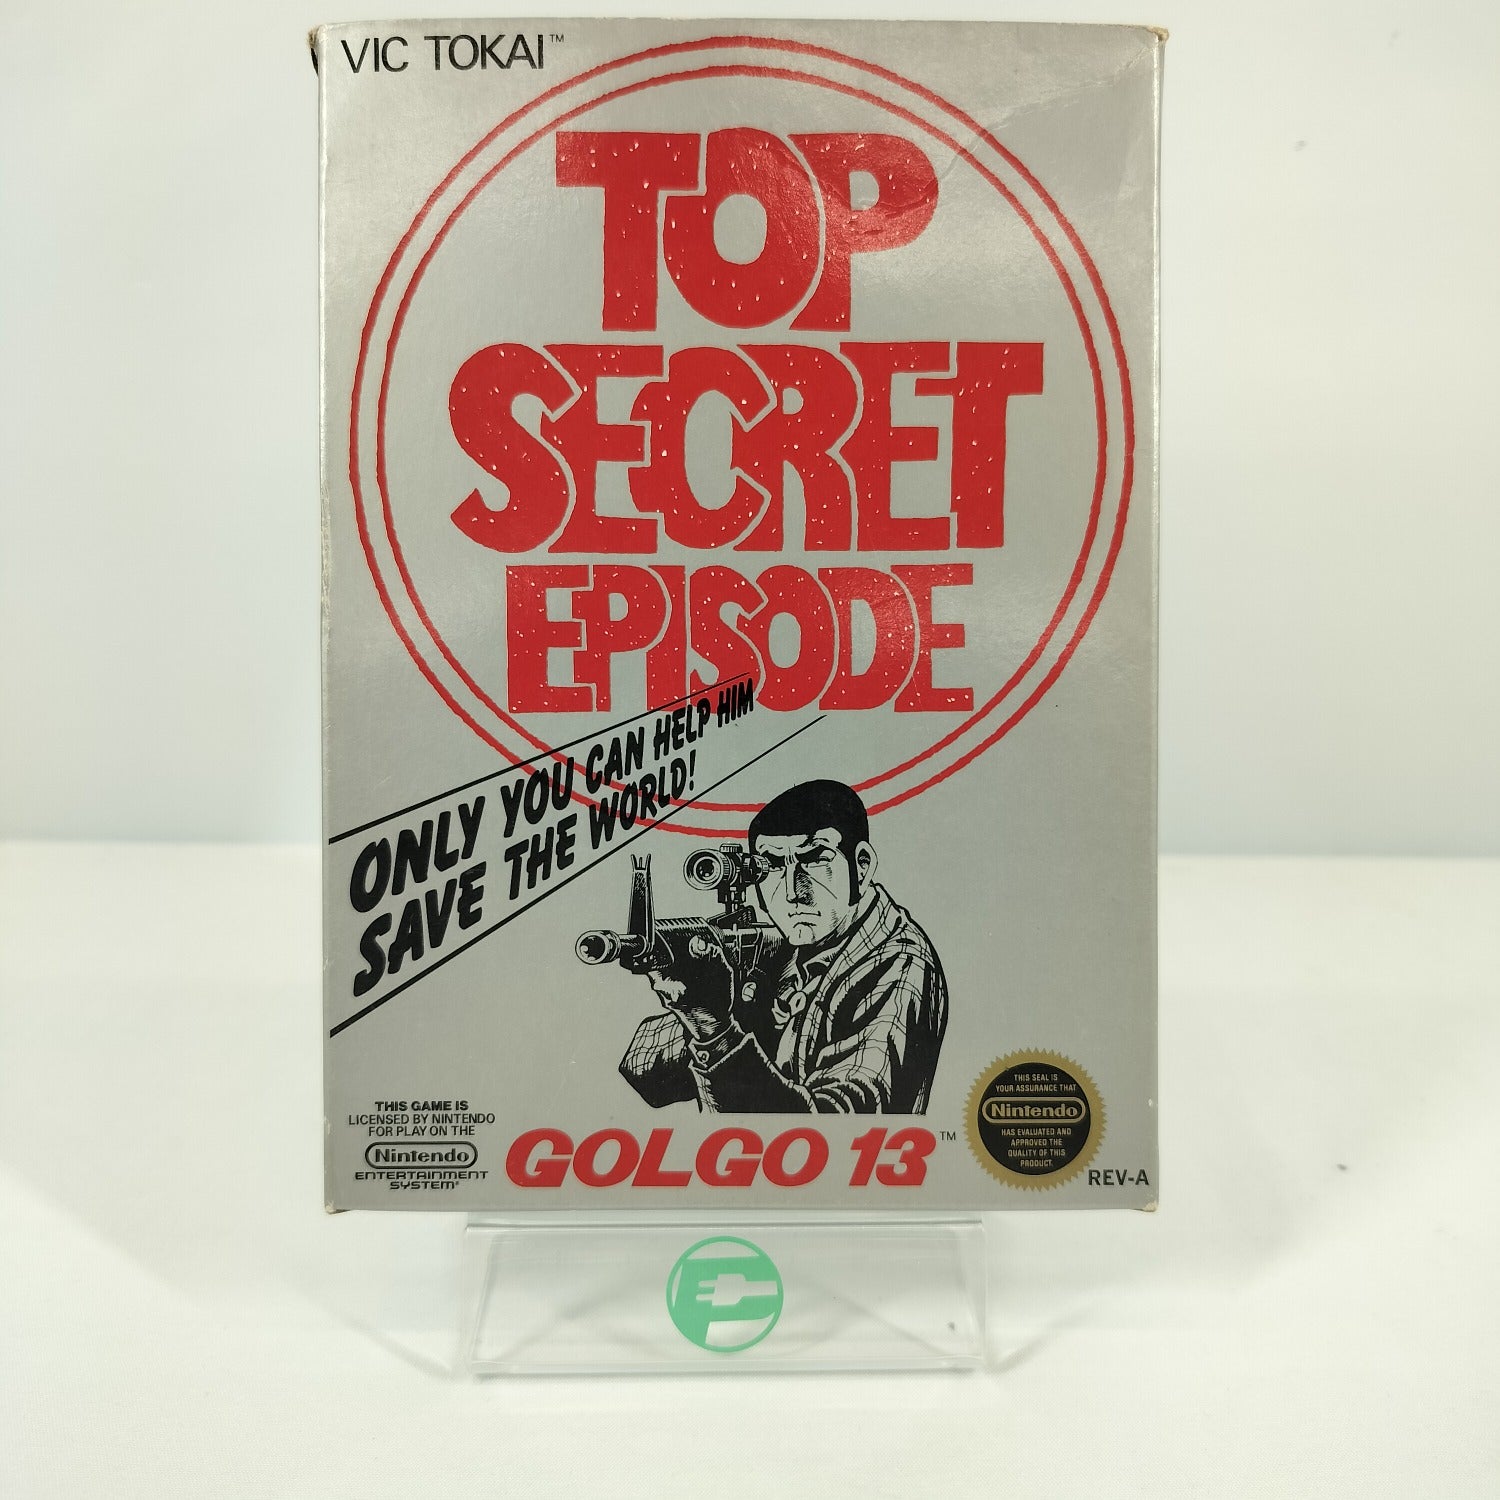 VIC TOKAI™
TOP
SECRET
EPISODE
ONLY YOU CAN HELP HIM
SAVE THE WORLD!
THIS GAME IS
LICENSED BY NINTENDO
FOR PLAY ON THE
Nintendo
ENTERTAINMENT
SYSTEM®
GOLGO 13™
THIS SEAL IS
YOUR ASSURANCE THAT
Nintendo
HAS EVALUATED AND
APPROVED THE
QUALITY OF THIS
PRODUCT.
REV-A